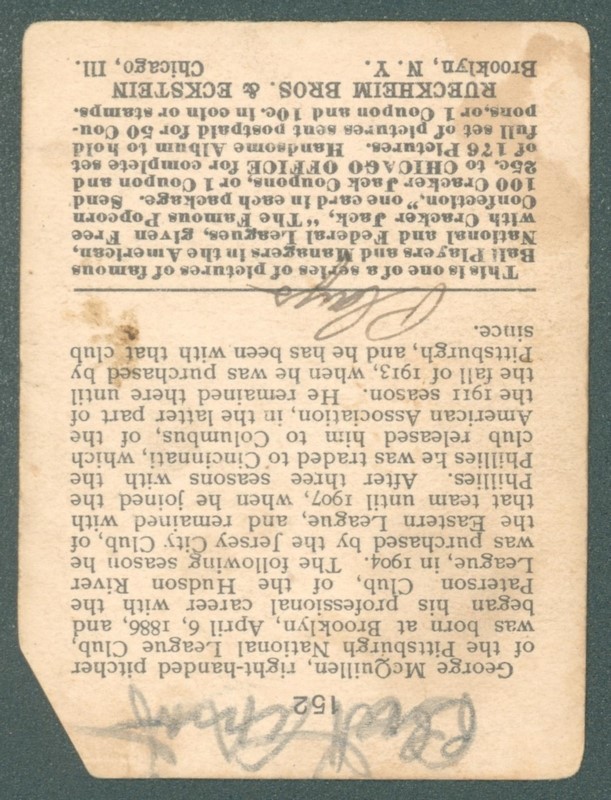 152
George McQuillen, right-handed pitcher
of the Pittsburgh National League Club,
was born at Brooklyn, April 6, 1886, and
began his professional career with the
Paterson Club, of the Hudson River
League, in 1904. The following season he
was purchased by the Jersey City Club, of
the Eastern League, and remained with
that team until 1907, when he joined the
Phillies. After three seasons with the
Phillies he was traded to Cincinnati, which
club released him to Columbus, of the
American Association, in the latter part of
the 1911 season. He remained there until
the fall of 1913, when he was purchased by
Pittsburgh, and he has been with that club
since.
This is one of a series of pictures of famous
Ball Players and Managers in the American,
National and Federal Leagues, given Free
with Cracker Jack, "The Famous Popcorn
Confection," one card in each package. Send
100 Cracker Jack Coupons, or 1 Coupon and
25c. to CHICAGO OFFICE for complete set
of 176 Pictures. Handsome Album to hold
full set of pictures sent postpaid for 50 Cou-
pons, or 1 Coupon and 10c. in coin or stamps.
RUECKHEIM BROS. & ECKSTEIN
Brooklyn, N. Y. Chicago, Ill.